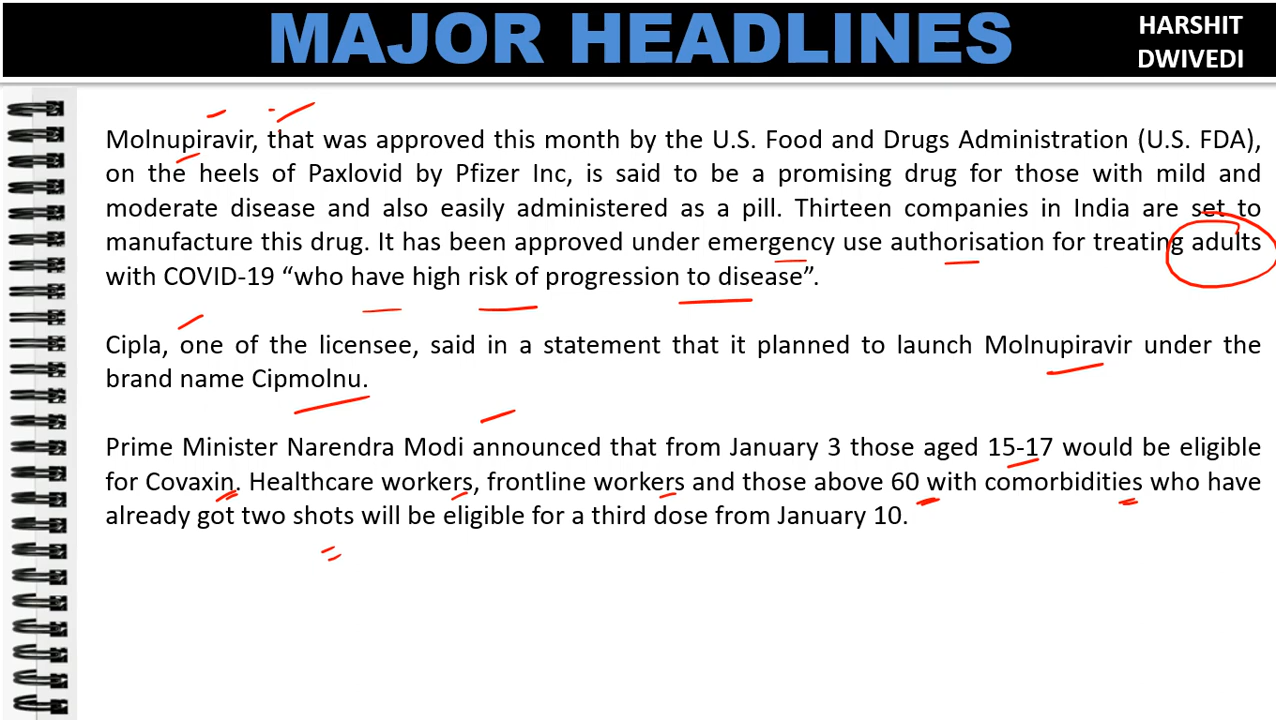 MAJOR HEADLINES
HARSHIT
DWIVEDI
Molnupiravir, that was approved this month by the U.S. Food and Drugs Administration (U.S. FDA),
on the heels of Paxlovid by Pfizer Inc, is said to be a promising drug for those with mild and
moderate disease and also easily administered as a pill. Thirteen companies in India are set to
manufacture this drug. It has been approved under emergency use authorisation for treating adults
with COVID-19 “who have high risk of progression to disease”.
Cipla, one of the licensee, said in a statement that it planned to launch Molnupiravir under the
brand name Cipmolnu.
Prime Minister Narendra Modi announced that from January 3 those aged 15-17 would be eligible
for Covaxin. Healthcare workers, frontline workers and those above 60 with comorbidities who have
already got two shots will be eligible for a third dose from January 10.